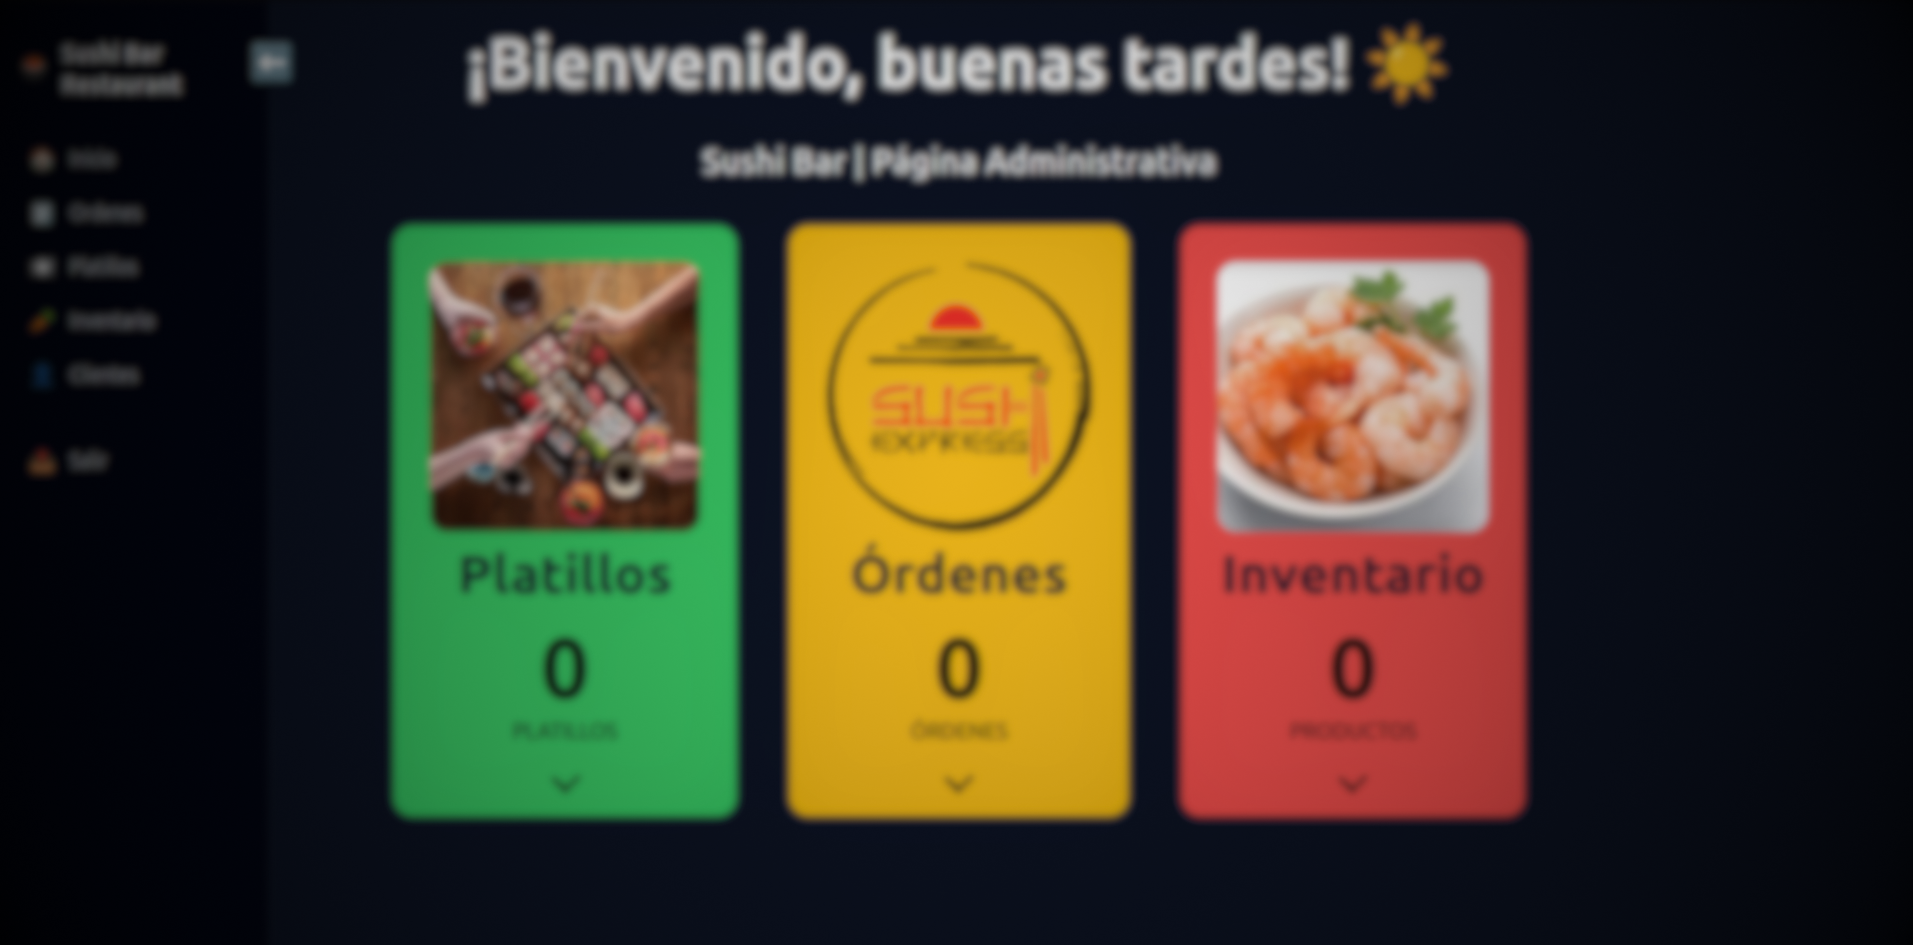 Sushi Bar
Restaurant
Inicio
Órdenes
Platillos
Inventario
Clientes
Salir
¡Bienvenido, buenas tardes!
Sushi Bar | Página Administrativa
SUSHI
EXPRESS
Platillos
0
PLATILLOS
Órdenes
0
ÓRDENES
Inventario
0
PRODUCTOS